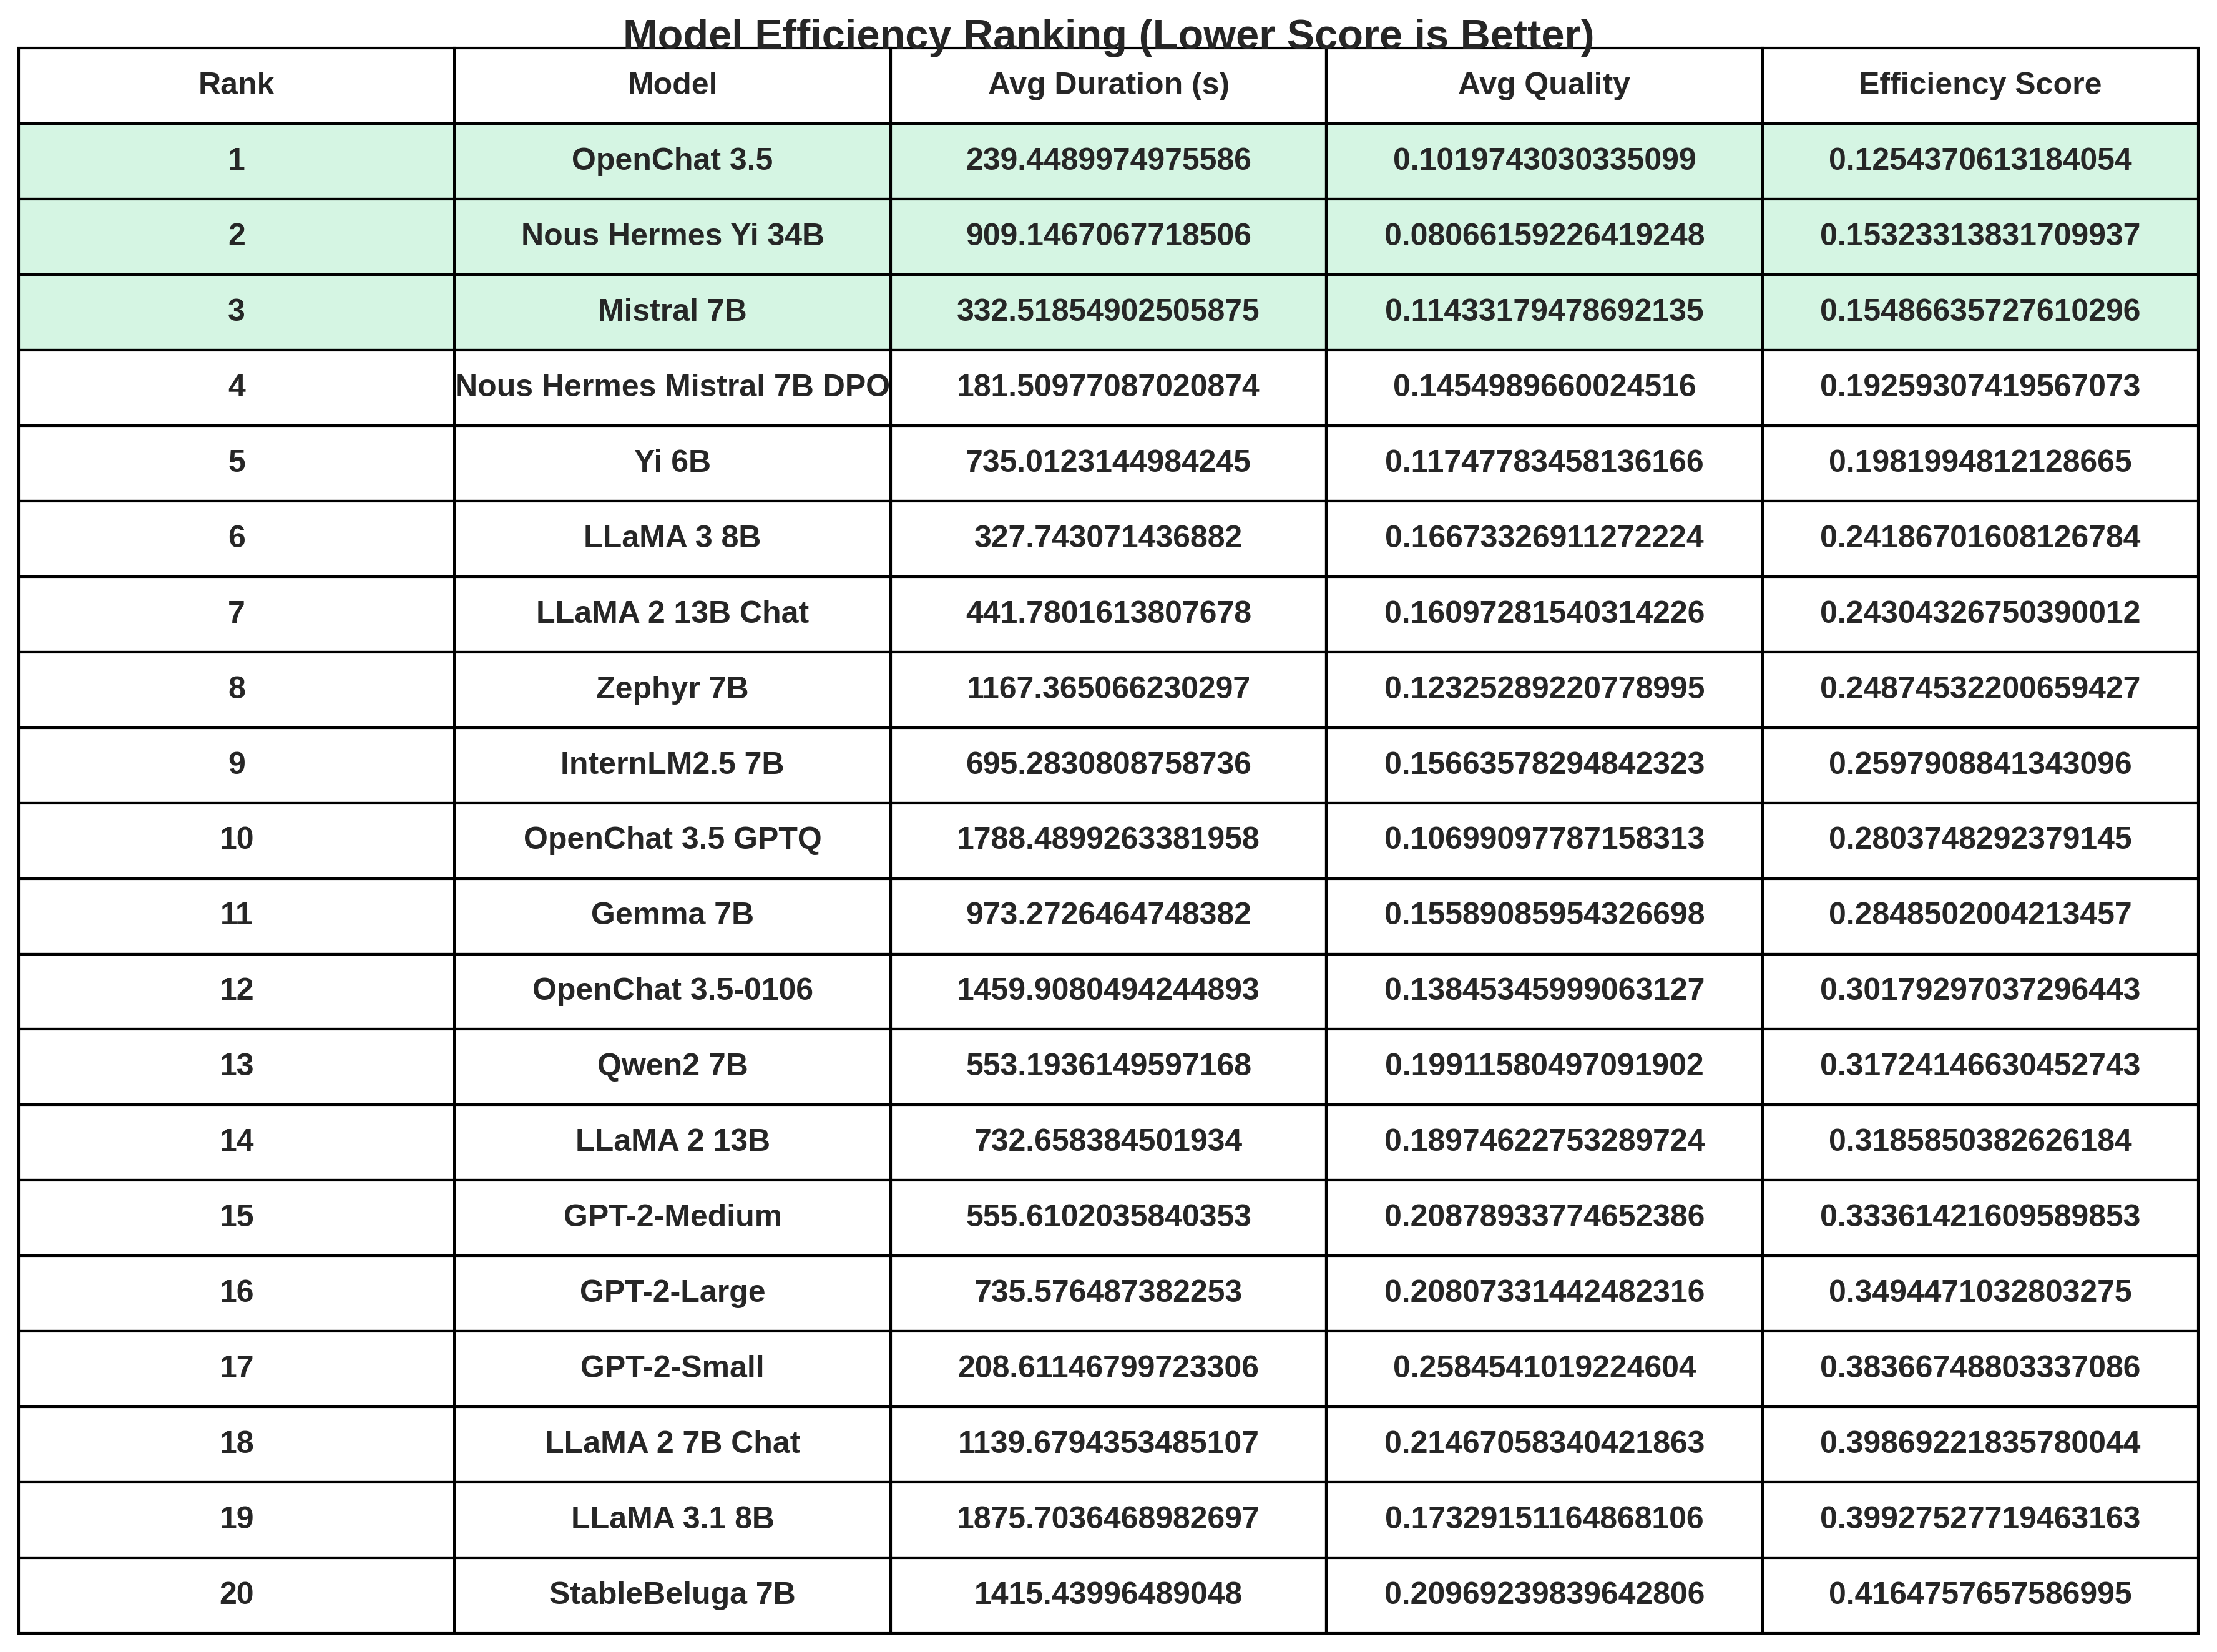 Model Efficiency Ranking (Lower Score is Better)
Rank Model Avg Duration (s) Avg Quality Efficiency Score
1 OpenChat 3.5 239.4489974975586 0.1019743030335099 0.1254370613184054
2 Nous Hermes Yi 34B 909.1467067718506 0.08066159226419248 0.15323313831709937
3 Mistral 7B 332.51854902505875 0.11433179478692135 0.15486635727610296
4 Nous Hermes Mistral 7B DPO 181.50977087020874 0.1454989660024516 0.19259307419567073
5 Yi 6B 735.0123144984245 0.11747783458136166 0.1981994812128665
6 LLaMA 3 8B 327.743071436882 0.16673326911272224 0.24186701608126784
7 LLaMA 2 13B Chat 441.7801613807678 0.16097281540314226 0.24304326750390012
8 Zephyr 7B 1167.365066230297 0.12325289220778995 0.24874532200659427
9 InternLM2.5 7B 695.2830808758736 0.15663578294842323 0.2597908841343096
10 OpenChat 3.5 GPTQ 1788.4899263381958 0.10699097787158313 0.2803748292379145
11 Gemma 7B 973.2726464748382 0.15589085954326698 0.2848502004213457
12 OpenChat 3.5-0106 1459.9080494244893 0.13845345999063127 0.30179297037296443
13 Qwen2 7B 553.1936149597168 0.19911580497091902 0.31724146630452743
14 LLaMA 2 13B 732.658384501934 0.18974622753289724 0.3185850382626184
15 GPT-2-Medium 555.6102035840353 0.20878933774652386 0.33361421609589853
16 GPT-2-Large 735.576487382253 0.20807331442482316 0.3494471032803275
17 GPT-2-Small 208.61146799723306 0.2584541019224604 0.38366748803337086
18 LLaMA 2 7B Chat 1139.6794353485107 0.21467058340421863 0.39869221835780044
19 LLaMA 3.1 8B 1875.7036468982697 0.17329151164868106 0.39927527719463163
20 StableBeluga 7B 1415.43996489048 0.20969239839642806 0.4164757657586995